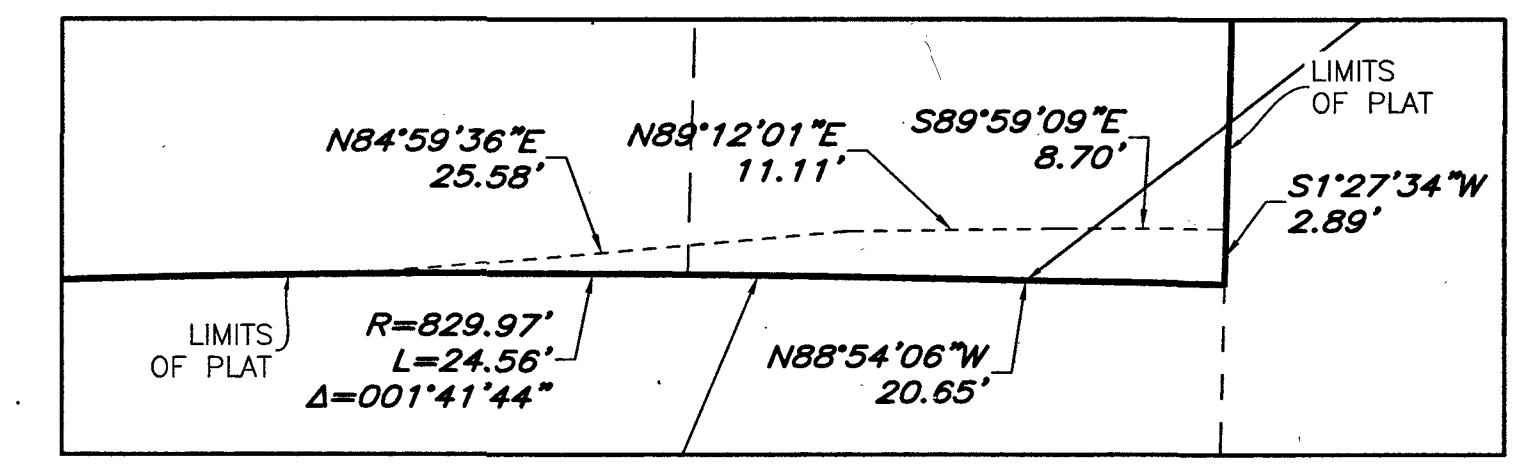 LIMITS
OF PLAT
N84°59'36"E
25.58'
N89°12'01"E
11.11'
S89°59'09"E
8.70'
S1°27'34"W
2.89'
LIMITS
OF PLAT
R=829.97'
L=24.56'
Δ=001°41'44"
N88°54'06"W
20.65'